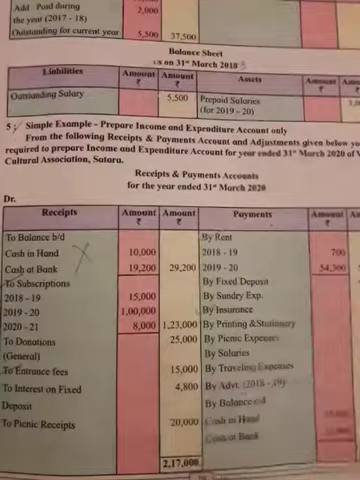 Add : Paid during
the year (2017 - 18) 2,000
Outstanding for current year 5,500 37,500
Balance Sheet
as on 31st March 2018
Liabilities Amount ₹ Amount ₹ Assets Amount ₹
Outstanding Salary 5,500 Prepaid Salaries
(for 2019 - 20)
5. Simple Example - Prepare Income and Expenditure Account only
From the following Receipts & Payments Account and Adjustments given below
required to prepare Income and Expenditure Account for year ended 31st March 2020 of
Cultural Association, Satara.
Receipts & Payments Accounts
for the year ended 31st March 2020
Dr.
Receipts Amount ₹ Amount ₹ Payments Amount ₹
To Balance b/d By Rent
Cash in Hand 10,000 2018 - 19 700
Cash at Bank 19,200 29,200 2019 - 20 54,300
To Subscriptions By Fixed Deposit
2018 - 19 15,000 By Sundry Exp.
2019 - 20 1,00,000 By Insurance
2020 - 21 8,000 1,23,000 By Printing & Stationery
To Donations 25,000 By Picnic Expenses
(General) By Salaries
To Entrance fees 15,000 By Traveling Expenses
To Interest on Fixed 4,800 By Advt. (2018 - 19)
Deposit By Balance c/d
To Picnic Receipts 20,000 Cash in Hand
Cash at Bank
2,17,000